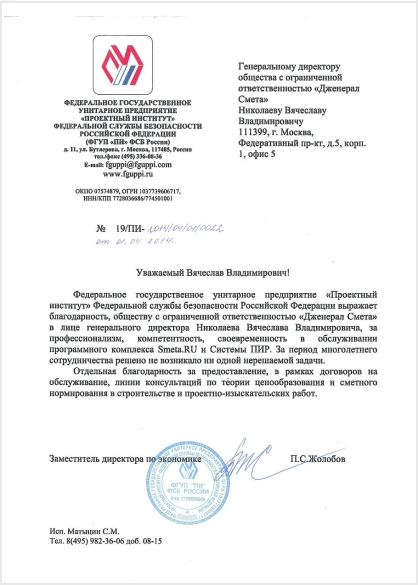 ФЕДЕРАЛЬНОЕ ГОСУДАРСТВЕННОЕ
УНИТАРНОЕ ПРЕДПРИЯТИЕ
«ПРОЕКТНЫЙ ИНСТИТУТ»
ФЕДЕРАЛЬНОЙ СЛУЖБЫ БЕЗОПАСНОСТИ
РОССИЙСКОЙ ФЕДЕРАЦИИ
(ФГУП «ПИ» ФСБ России)
д. 11, ул. Бутлерова, г. Москва, 117485, Россия
тел./факс (495) 336-00-36
E-mail: fguppi@fguppi.com
www.fguppi.com
ОКПО 07574879, ОГРН 1037739606717,
ИНН/КПП 7728036686/774501001
№ 19/ПИ-2014/04/01/0022
от 01.04.2014г.
Генеральному директору
общества с ограниченной
ответственностью «Дженерал
Смета»
Николаеву Вячеславу
Владимировичу
111399, г. Москва,
Федеративный пр-кт, д.5, корп.
1, офис 5
Уважаемый Вячеслав Владимирович!
Федеральное государственное унитарное предприятие «Проектный
институт» Федеральной службы безопасности Российской Федерации выражает
благодарность, обществу с ограниченной ответственностью «Дженерал Смета»
в лице генерального директора Николаева Вячеслава Владимировича, за
профессионализм, компетентность, своевременность в обслуживании
программного комплекса Smeta.RU и Системы ПИР. За период многолетнего
сотрудничества решено не возникало ни одной нерешаемой задачи.
Отдельная благодарность за предоставление, в рамках договоров на
обслуживание, линии консультаций по теории ценообразования и сметного
нормирования в строительстве и проектно-изыскательских работ.
Заместитель директора по экономике
П.С.Жолобов
ФГУП "ПИ"
ФСБ РОССИИ
Исп. Матыцин С.М.
Тел. 8(495) 982-36-06 доб. 08-15